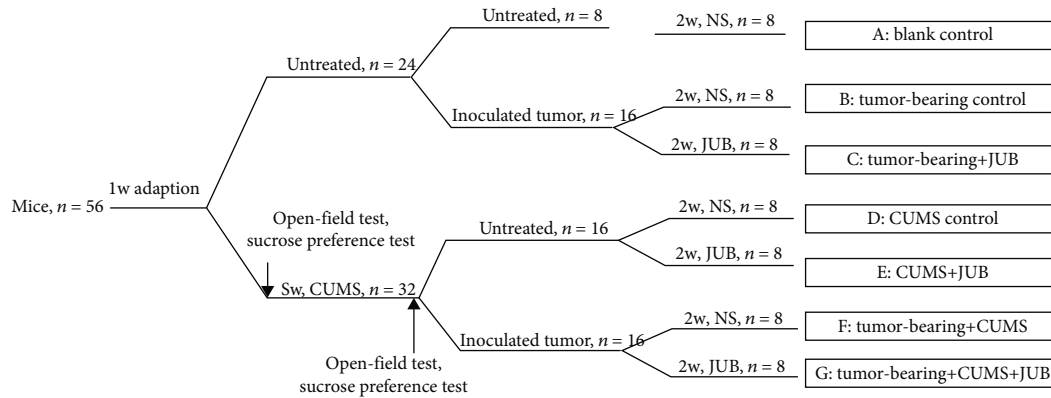 Untreated, n = 8
2w, NS, n = 8
A: blank control
Untreated, n = 24
Inoculated tumor, n = 16
2w, NS, n = 8
B: tumor-bearing control
2w, JUB, n = 8
C: tumor-bearing+JUB
Mice, n = 56
1w adaption
Open-field test,
sucrose preference test
Sw, CUMS, n = 32
Untreated, n = 16
2w, NS, n = 8
D: CUMS control
2w, JUB, n = 8
E: CUMS+JUB
Open-field test,
sucrose preference test
Inoculated tumor, n = 16
2w, NS, n = 8
F: tumor-bearing+CUMS
2w, JUB, n = 8
G: tumor-bearing+CUMS+JUB